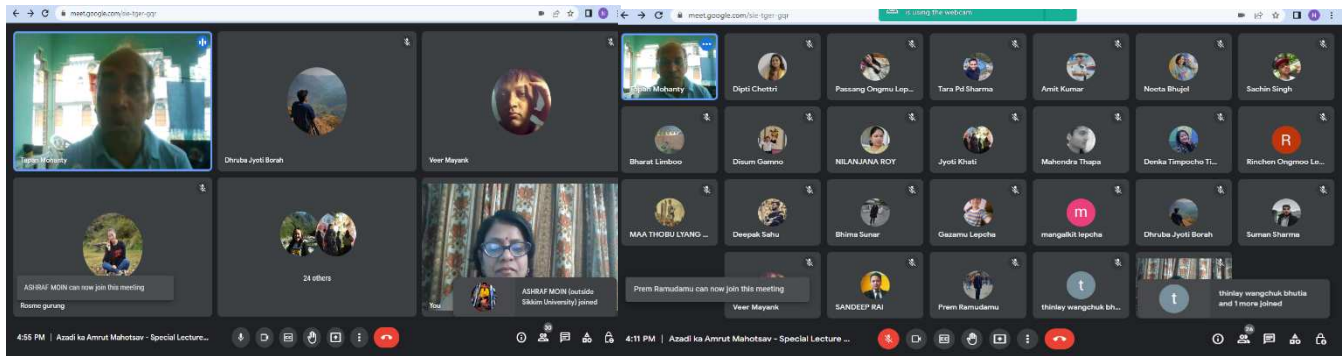 meet.google.com/sie-tger-gqr
Tapan Mohanty
Dhruba Jyoti Borah
Veer Mayank
24 others
ASHRAF MOIN can now join this meeting
Rosme gurung
You
ASHRAF MOIN (outside
Sikkim University) joined
4:55 PM | Azadi ka Amrut Mahotsav - Special Lecture...
30
meet.google.com/sie-tger-gqr
is using the webcam
N
Tapan Mohanty
Dipti Chettri
Passang Ongmu Lep...
Tara Pd Sharma
Amit Kumar
Neeta Bhujel
Sachin Singh
Bharat Limboo
Disum Gamno
NILANJANA ROY
Jyoti Khati
Mahendra Thapa
Denka Timpocho Ti...
R
Rinchen Ongmoo Le...
MAA THOBU LYANG ...
Deepak Sahu
Bhima Sunar
Gazamu Lepcha
m
mangalkit lepcha
Dhruba Jyoti Borah
Suman Sharma
Prem Ramudamu can now join this meeting
Veer Mayank
SANDEEP RAI
Prem Ramudamu
t
thinlay wangchuk bh...
t
thinlay wangchuk bhutia
and 1 more joined
4:11 PM | Azadi ka Amrut Mahotsav - Special Lecture ...
26